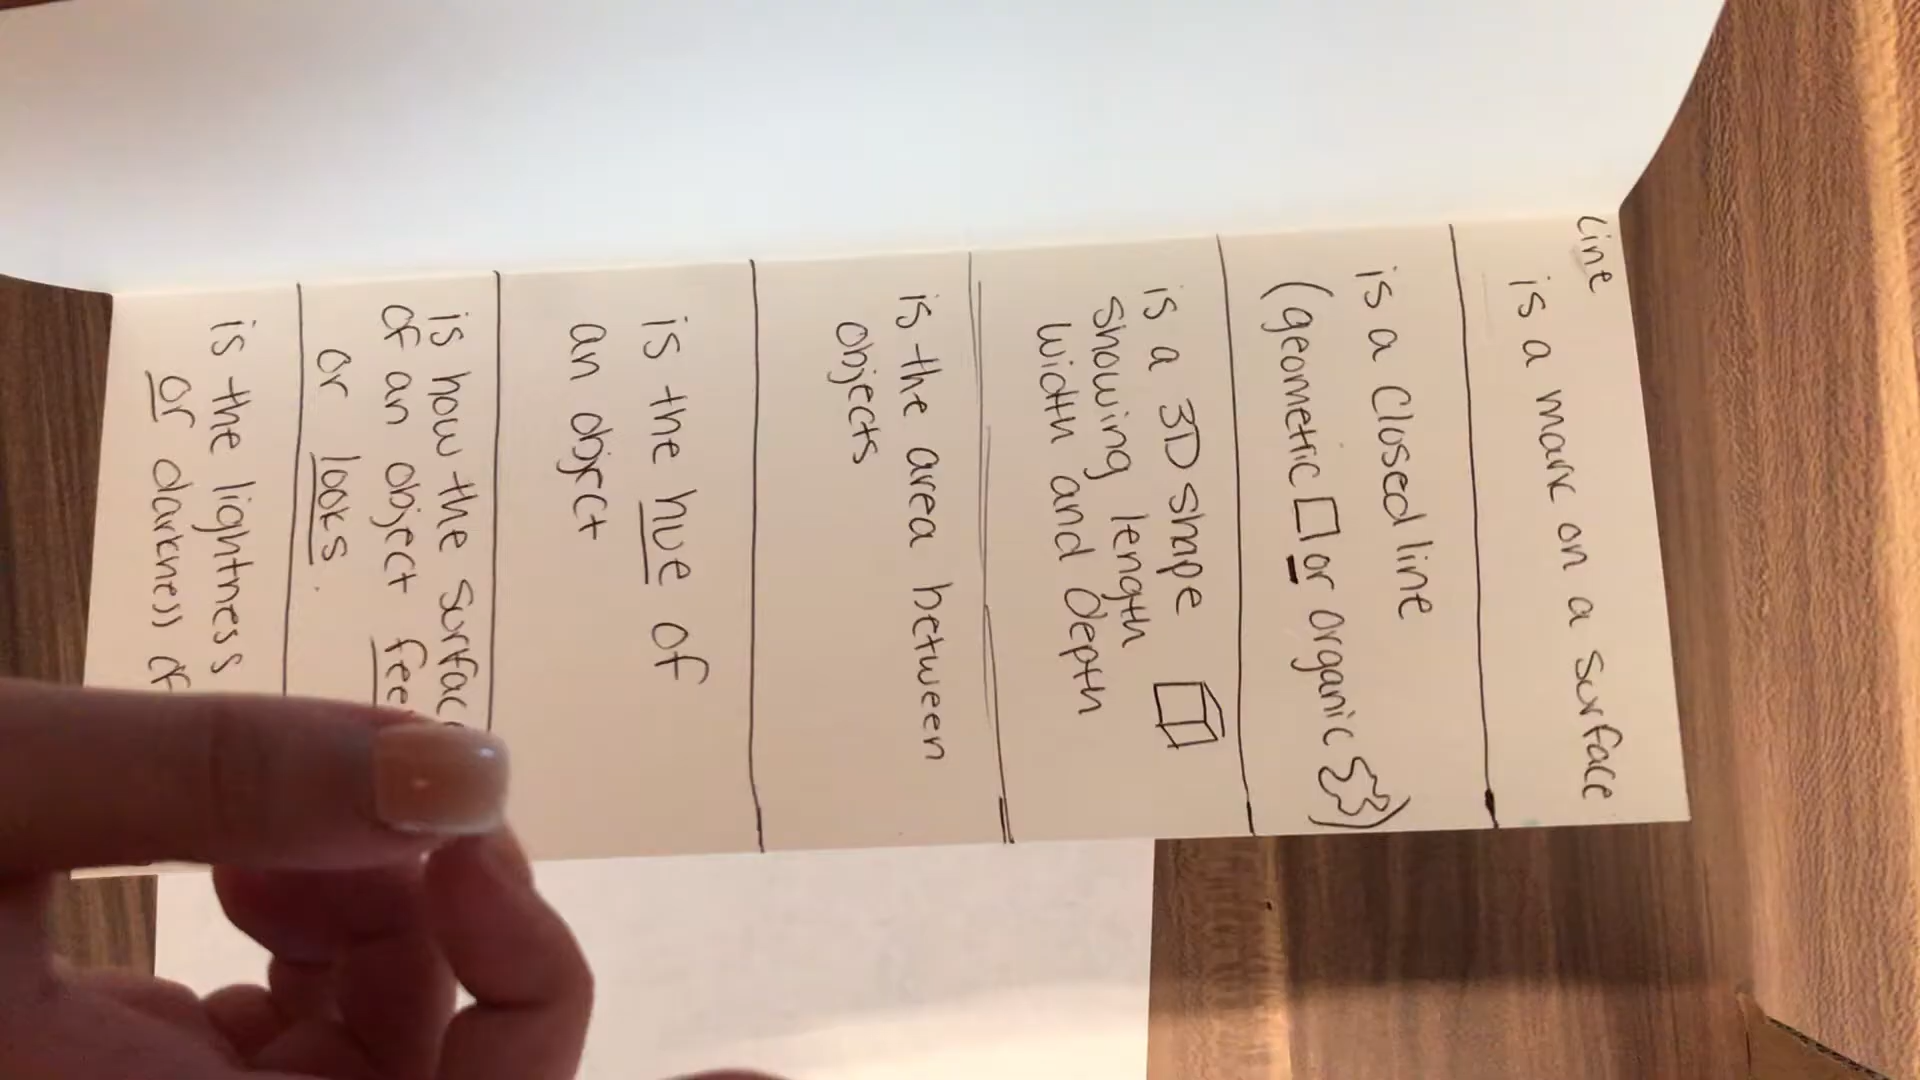 Line
is a mark on a surface
is a closed line
(geometric or organic )
is a 3D shape
showing length
width and depth
is the area between
objects
is the hue of
an object
is how the surface
of an object
or looks.
is the lightness
or darkness of